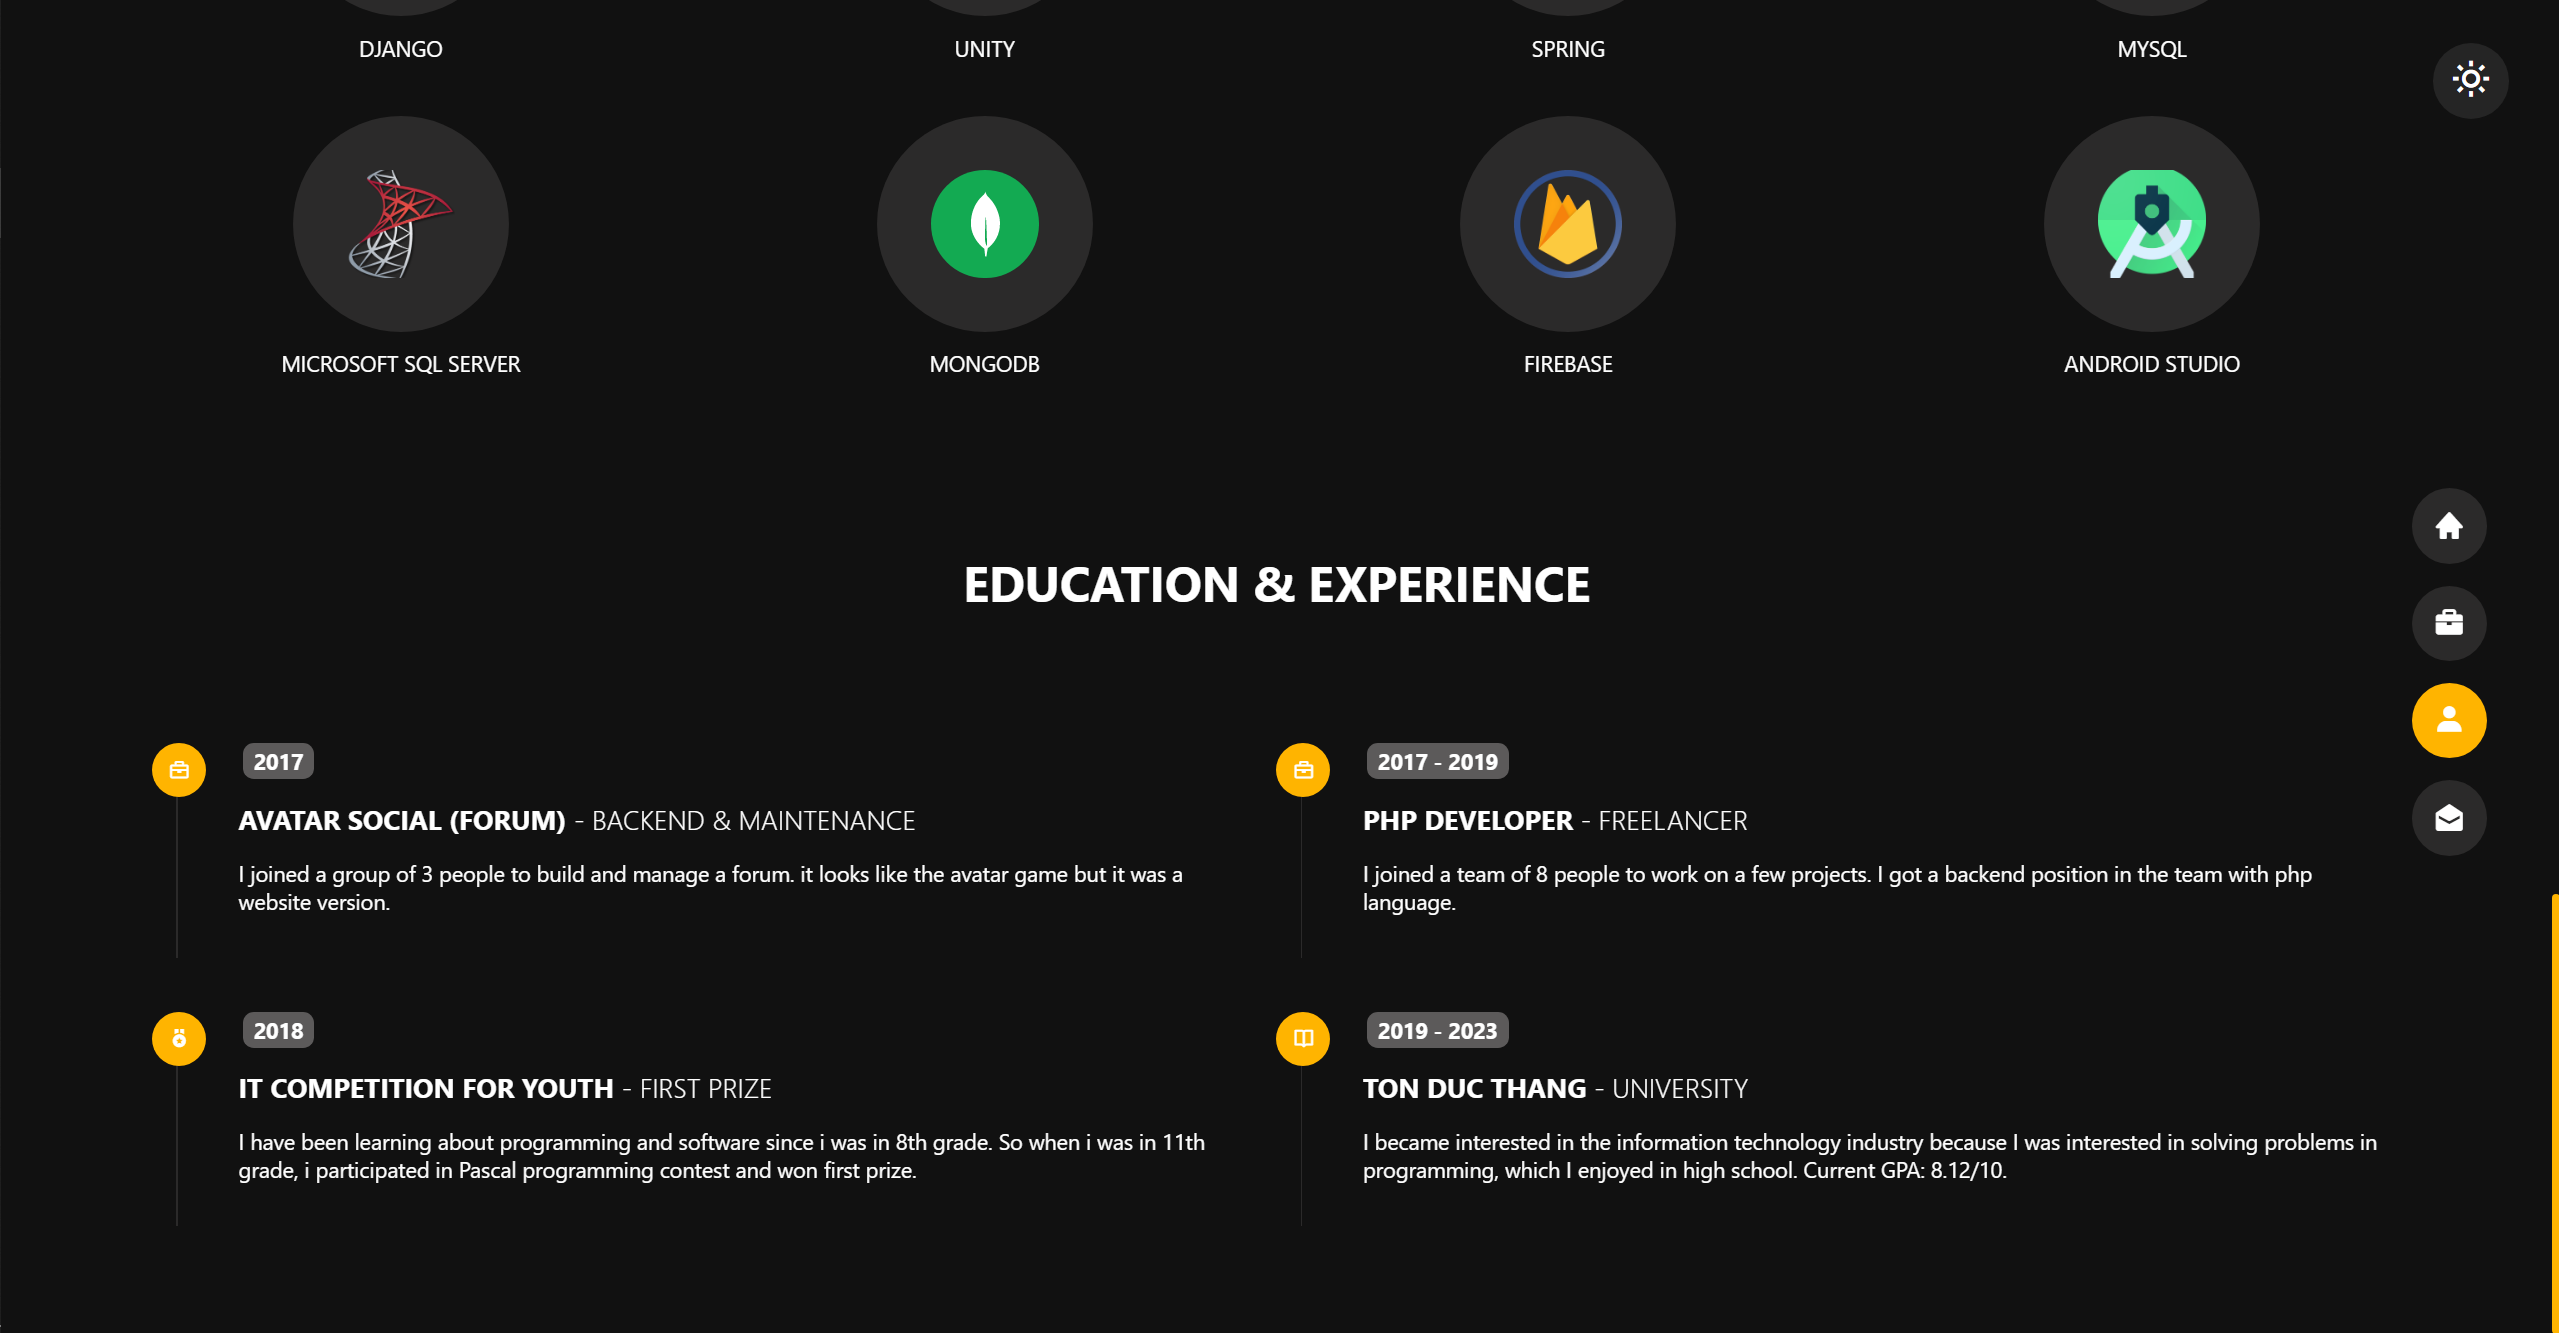 DJANGO
UNITY
SPRING
MYSQL
MICROSOFT SQL SERVER
MONGODB
FIREBASE
ANDROID STUDIO
EDUCATION & EXPERIENCE
2017
AVATAR SOCIAL (FORUM) - BACKEND & MAINTENANCE
I joined a group of 3 people to build and manage a forum. it looks like the avatar game but it was a
website version.
2017 - 2019
PHP DEVELOPER - FREELANCER
I joined a team of 8 people to work on a few projects. I got a backend position in the team with php
language.
2018
IT COMPETITION FOR YOUTH - FIRST PRIZE
I have been learning about programming and software since i was in 8th grade. So when i was in 11th
grade, i participated in Pascal programming contest and won first prize.
2019 - 2023
TON DUC THANG - UNIVERSITY
I became interested in the information technology industry because I was interested in solving problems in
programming, which I enjoyed in high school. Current GPA: 8.12/10.